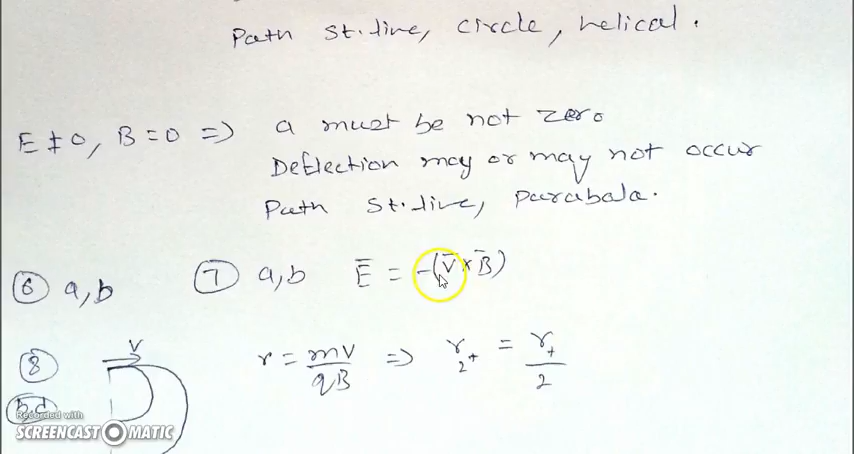 Path st. line, circle, helical.
E ≠ 0, B = 0 => a must be not zero
Deflection may or may not occur
Path st. line, parabala.
⑥ a,b ⑦ a,b E̅ = -(V̅ × B̅)
⑧ V r = mv/qB => r₂₊ = r₊/2
b,d
Recorded with
SCREENCAST-O-MATIC